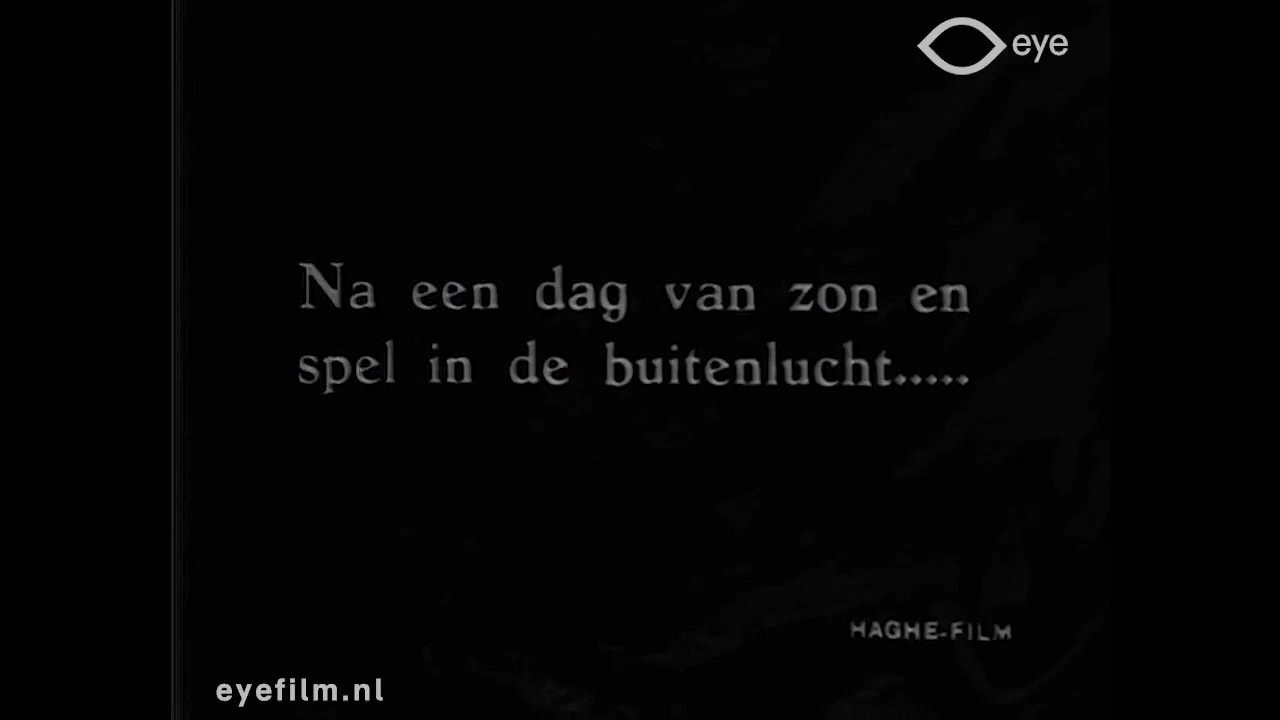 eye
Na een dag van zon en
spel in de buitenlucht.....
HAGHE-FILM
eyefilm.nl